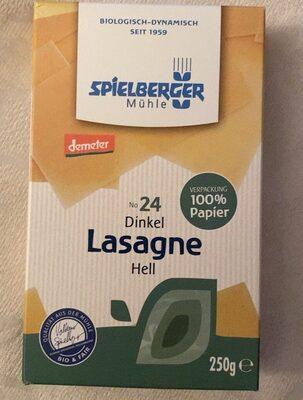 BIOLOGISCH-DYNAMISCH
SEIT 1959
SPIELBERGER
Mühle
demeter
VERPACKUNG
100%
Papier
No 24
Dinkel
Lasagne
Hell
QUALITÄT AUS DER MÜHLE
BIO & FAIR
250g e